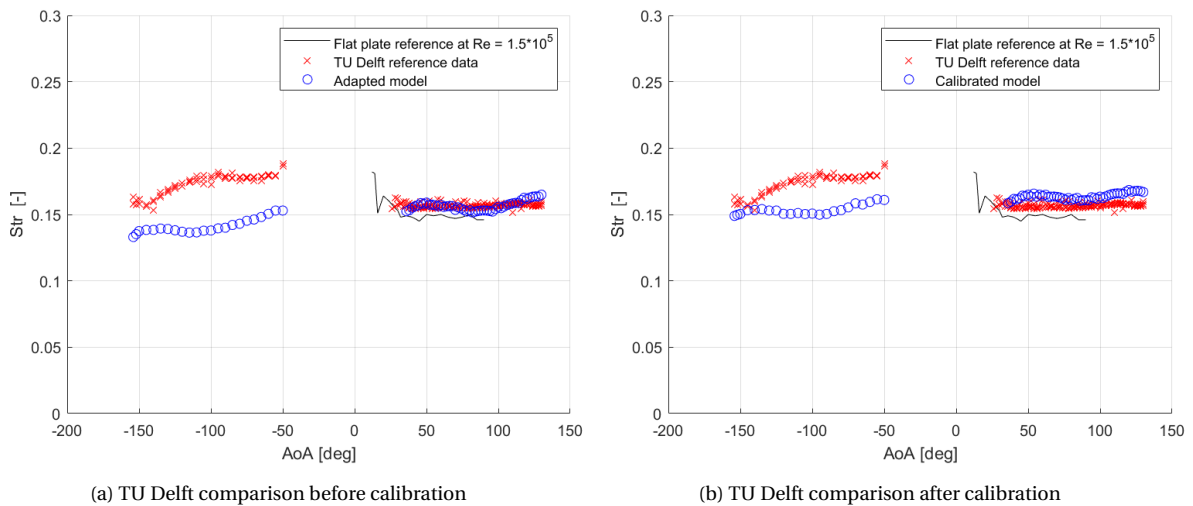 0.3
0.25
0.2
0.15
0.1
0.05
0
-200
-150
-100
-50
0
50
100
150
Str [-]
AoA [deg]
Flat plate reference at Re = 1.5*10^5
TU Delft reference data
Adapted model
(a) TU Delft comparison before calibration
0.3
0.25
0.2
0.15
0.1
0.05
0
-200
-150
-100
-50
0
50
100
150
Str [-]
AoA [deg]
Flat plate reference at Re = 1.5*10^5
TU Delft reference data
Calibrated model
(b) TU Delft comparison after calibration